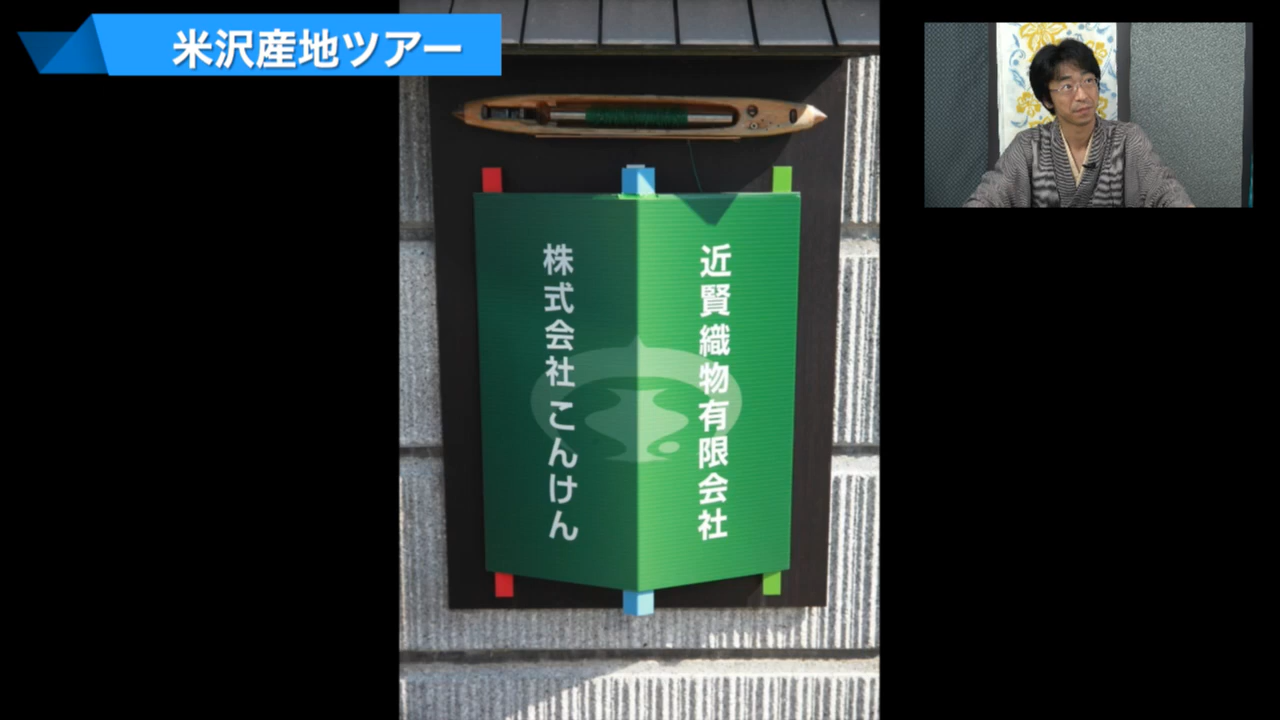 米沢産地ツアー
近賢織物有限会社
株式会社こんけん